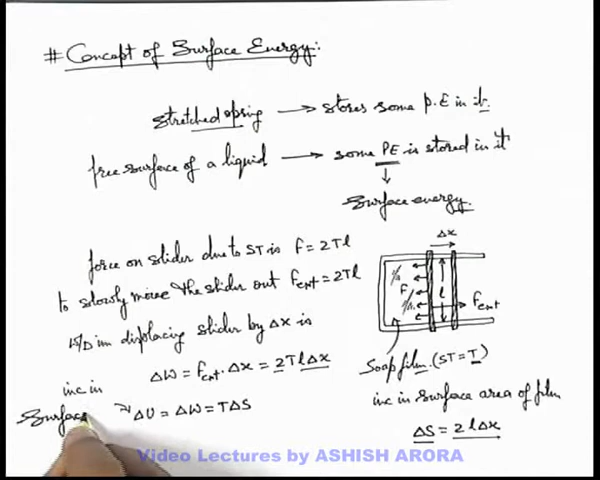 # Concept of Surface Energy:
stretched spring → stores some P.E in it.
free surface of a liquid → some PE is stored in it
↓
Surface energy.
force on slider due to ST is F = 2Tl
to slowly move the slider out Fext = 2Tl
W/D in displacing slider by Δx is
ΔW = Fext · Δx = 2TlΔx
inc in
Surface
⇒ ΔU = ΔW = TΔS
Δx
F
l
Fext
Soap film. (ST = T)
inc in surface area of film
ΔS = 2lΔx
Video Lectures by ASHISH ARORA